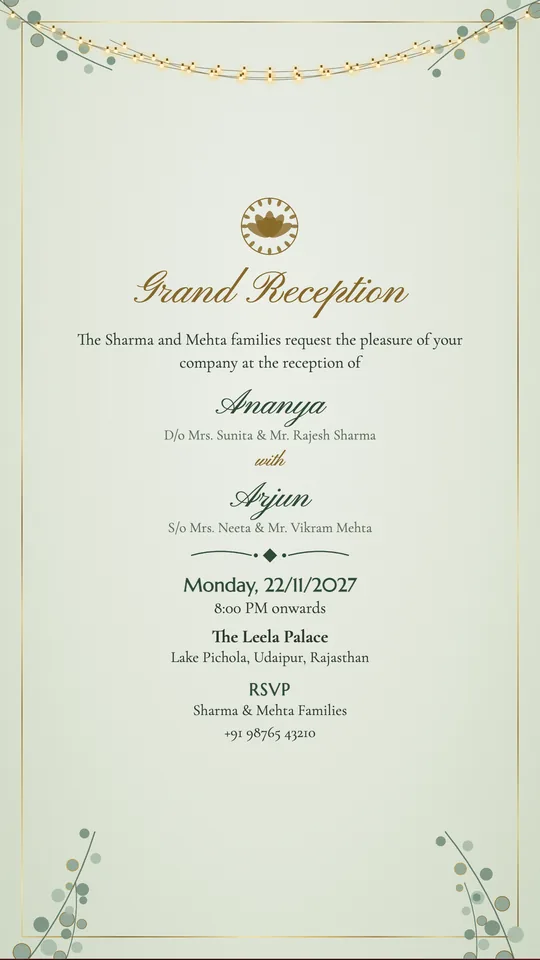 Grand Reception
The Sharma and Mehta families request the pleasure of your
company at the reception of
Ananya
D/o Mrs. Sunita & Mr. Rajesh Sharma
with
Arjun
S/o Mrs. Neeta & Mr. Vikram Mehta
Monday, 22/11/2027
8:00 PM onwards
The Leela Palace
Lake Pichola, Udaipur, Rajasthan
RSVP
Sharma & Mehta Families
+91 98765 43210